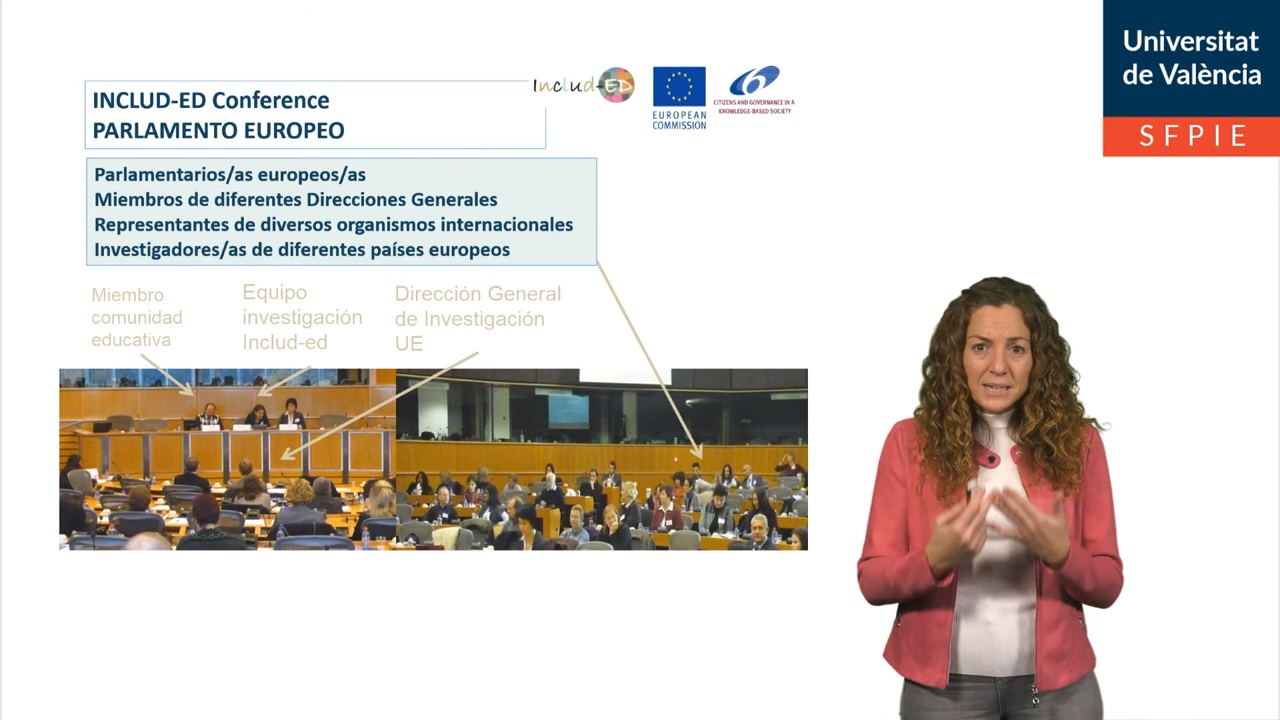 INCLUD-ED Conference
PARLAMENTO EUROPEO
Includ-ED
EUROPEAN
COMMISSION
6
CITIZENS AND GOVERNANCE IN A
KNOWLEDGE-BASED SOCIETY
Universitat
de València
SFPIE
Parlamentarios/as europeos/as
Miembros de diferentes Direcciones Generales
Representantes de diversos organismos internacionales
Investigadores/as de diferentes países europeos
Miembro
comunidad
educativa
Equipo
investigación
Includ-ed
Dirección General
de Investigación
UE